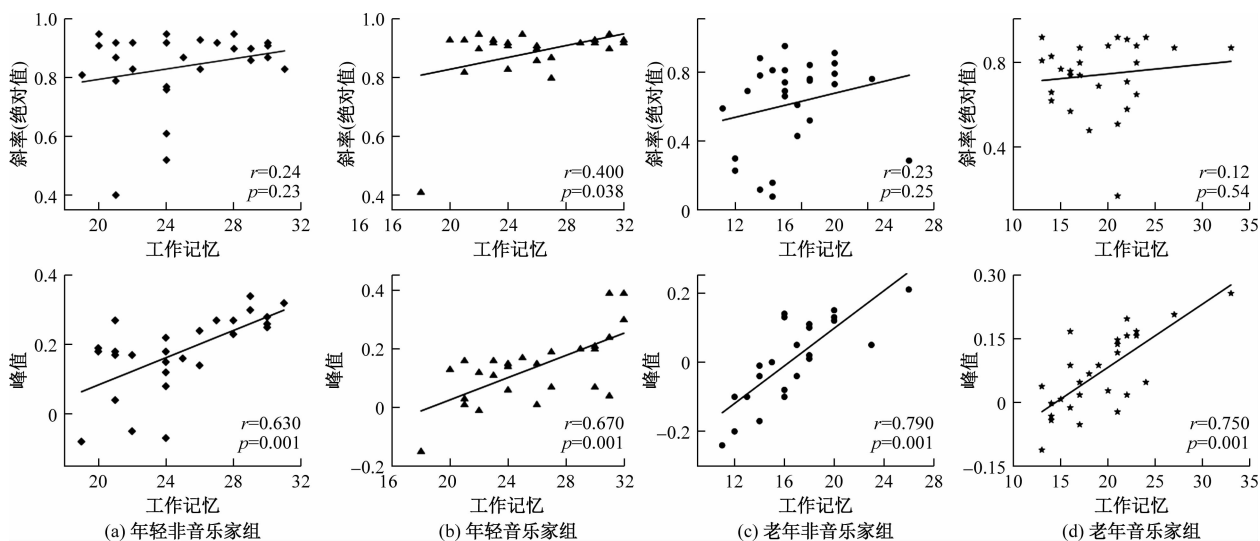 斜率(绝对值)
1.0
0.8
0.6
0.4
20 24 28 32
工作记忆
r=0.24
p=0.23
斜率(绝对值)
1.0
0.8
0.6
0.4
16 16 20 24 28 32
工作记忆
r=0.400
p=0.038
斜率(绝对值)
0.8
0.4
0
12 16 20 24 28
工作记忆
r=0.23
p=0.25
斜率(绝对值)
0.8
0.4
10 15 20 25 30 35
工作记忆
r=0.12
p=0.54
峰值
0.4
0.2
0
20 24 28 32
工作记忆
r=0.630
p=0.001
(a) 年轻非音乐家组
峰值
0.4
0.2
0
−0.2
16 20 24 28 32
工作记忆
r=0.670
p=0.001
(b) 年轻音乐家组
峰值
0.2
0
−0.2
12 16 20 24 28
工作记忆
r=0.790
p=0.001
(c) 老年非音乐家组
峰值
0.30
0.15
0
−0.15
10 15 20 25 30 35
工作记忆
r=0.750
p=0.001
(d) 老年音乐家组